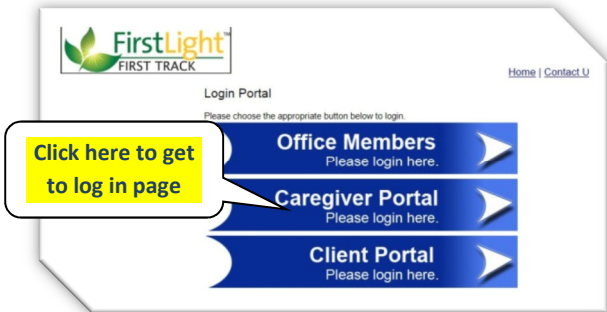 FirstLight™
FIRST TRACK
Home | Contact U
Login Portal
Please choose the appropriate button below to login.
Office Members
Please login here.
Click here to get
to log in page
Caregiver Portal
Please login here.
Client Portal
Please login here.